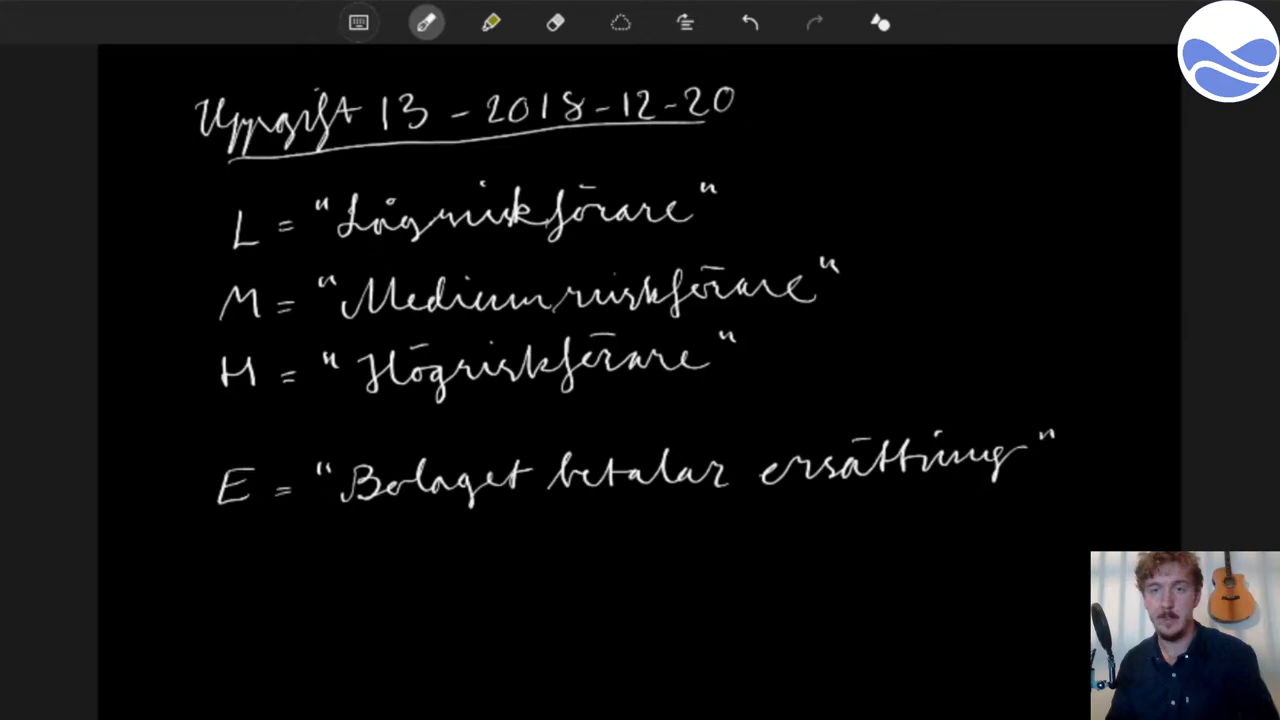 Uppgift 13 - 2018-12-20
L = "Lågriskförare"
M = "Mediumriskförare"
H = "Högriskförare"
E = "Bolaget betalar ersättning"